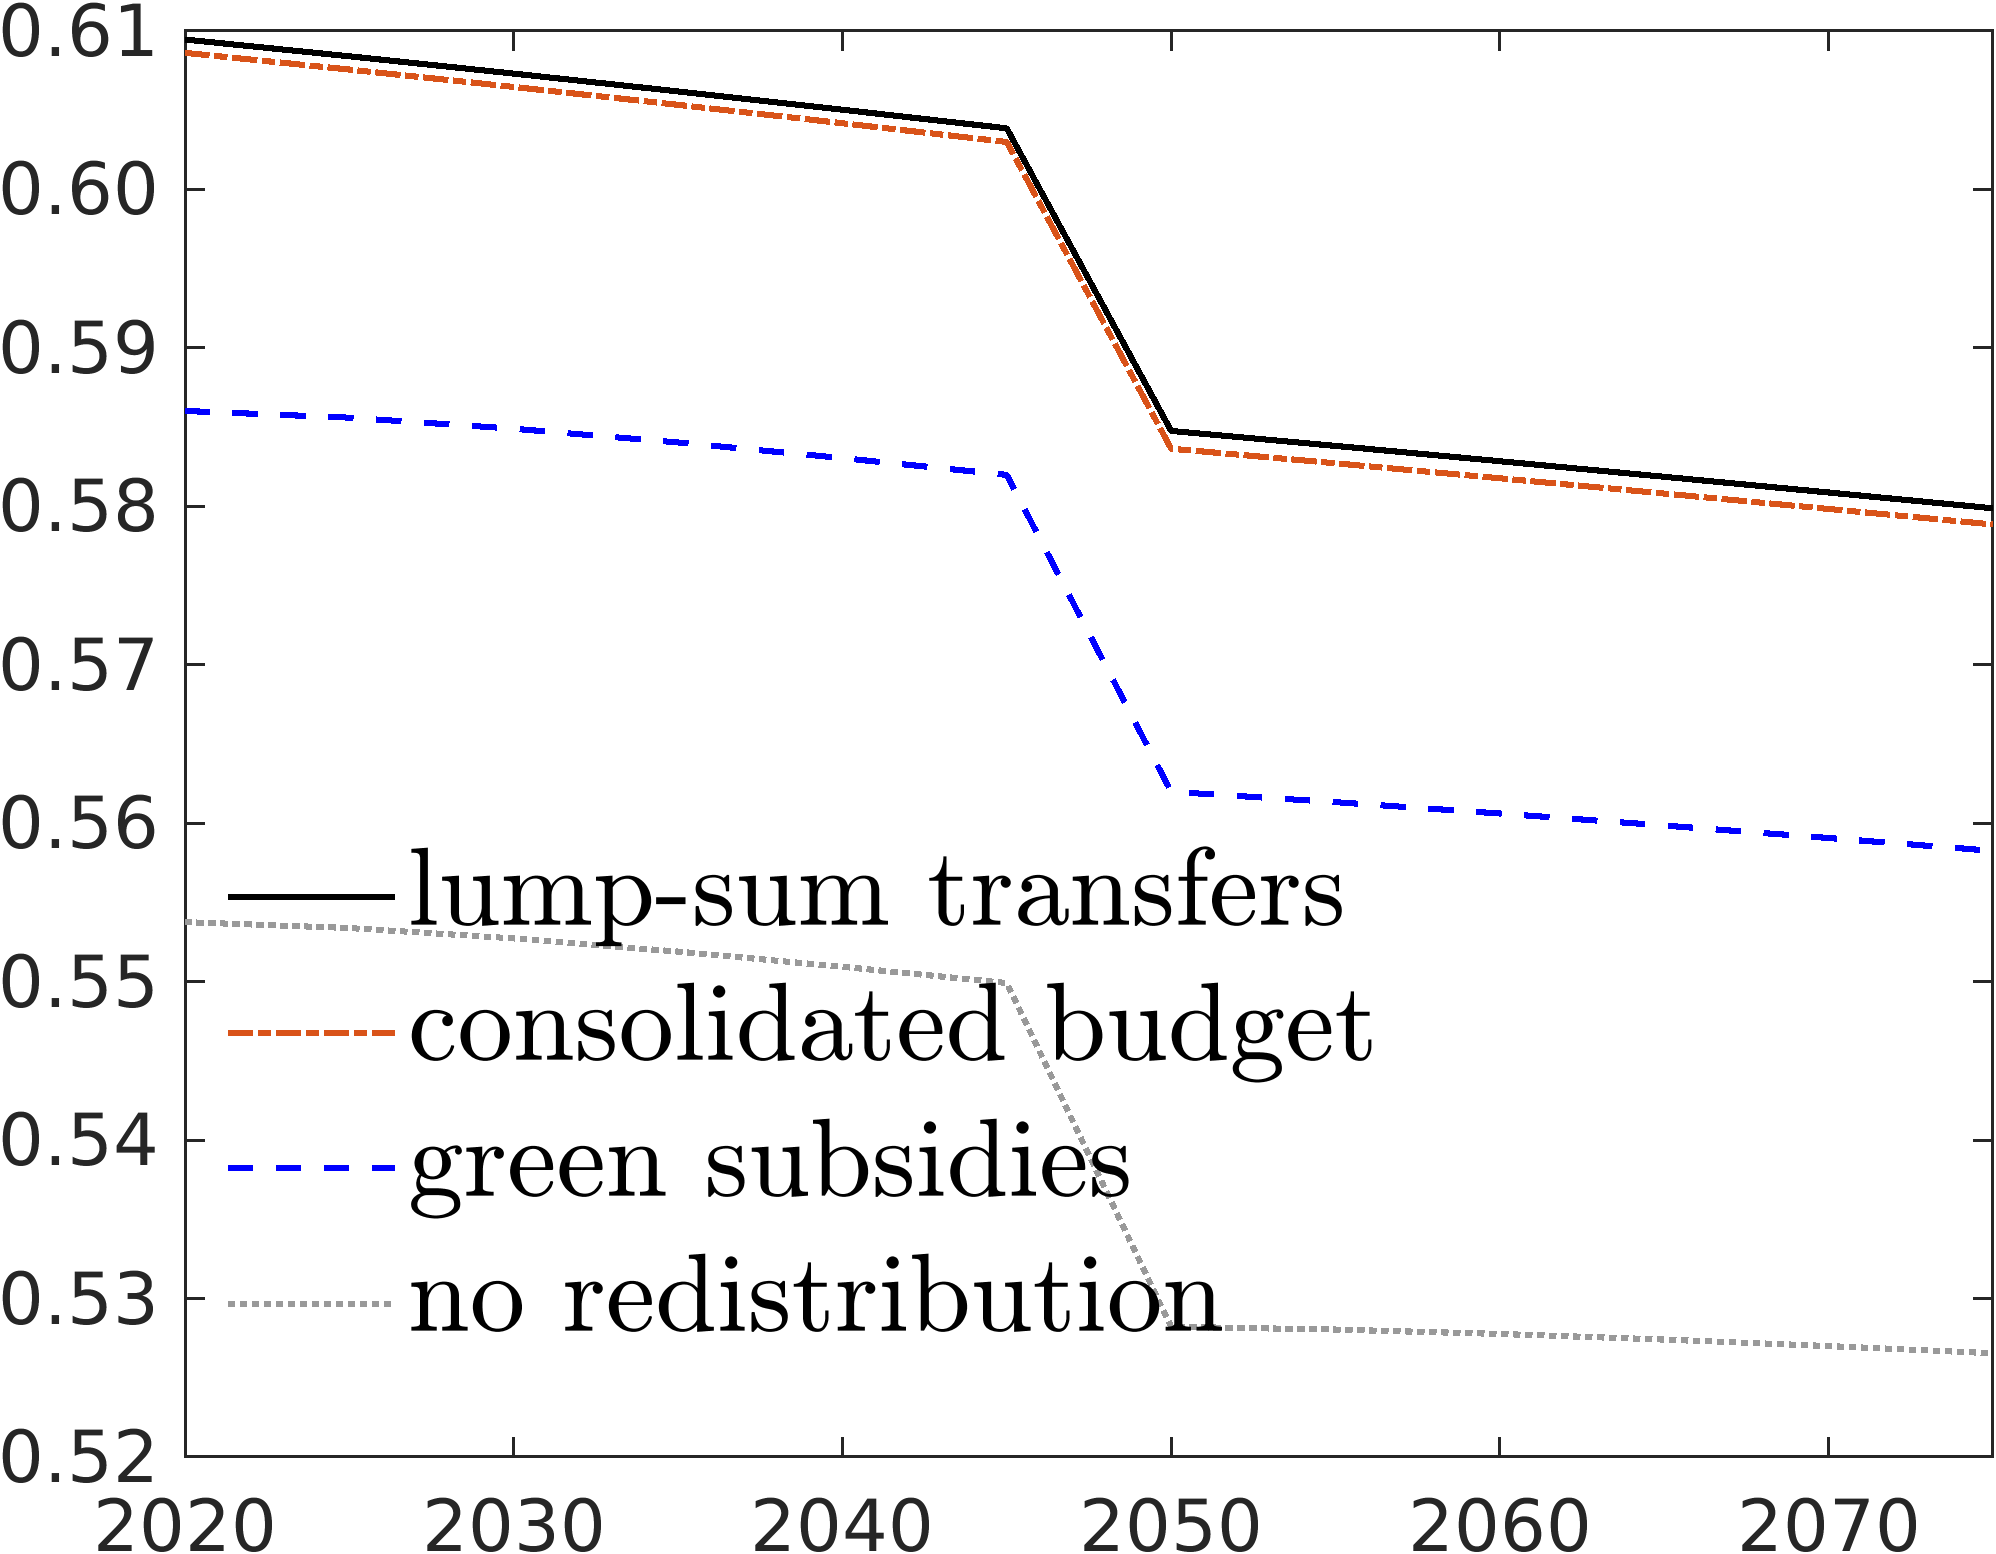 0.61
0.60
0.59
0.58
0.57
0.56
0.55
0.54
0.53
0.52
lump-sum transfers
consolidated budget
green subsidies
no redistribution
2020 2030 2040 2050 2060 2070